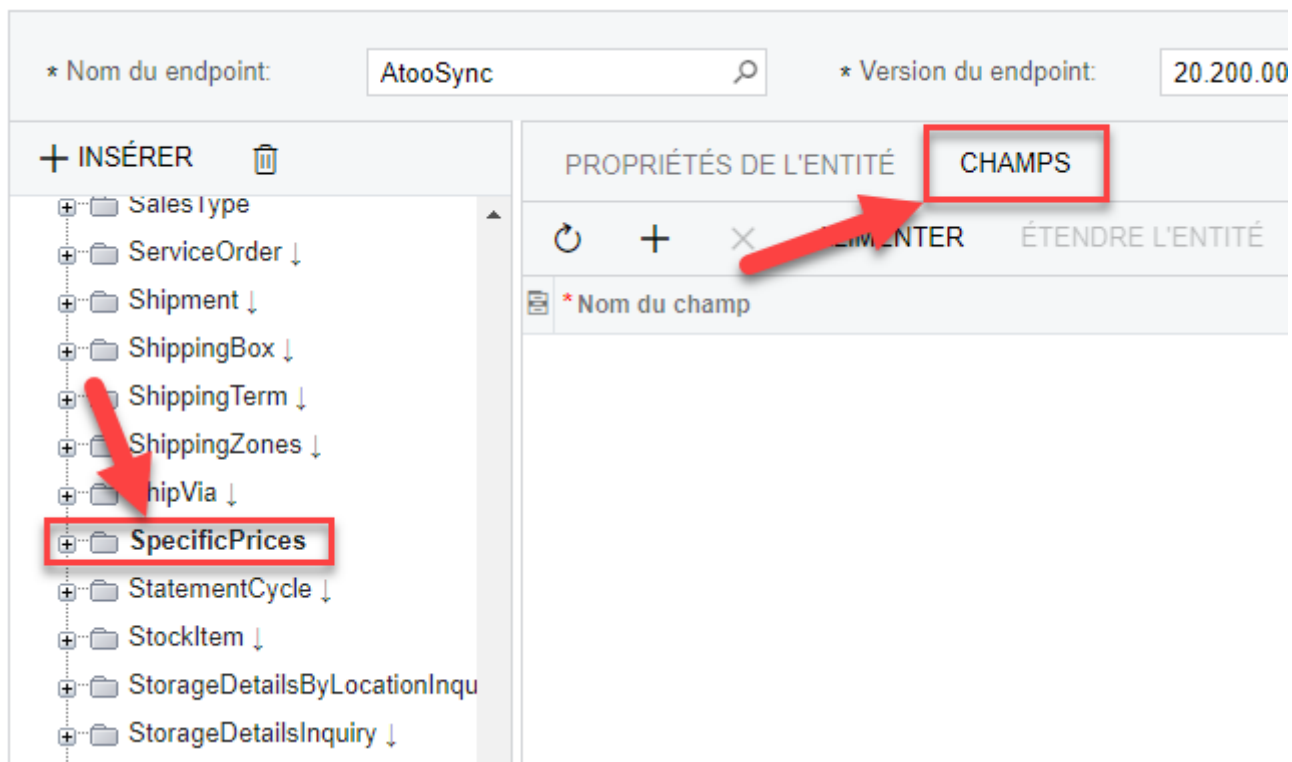 * Nom du endpoint: AtooSync * Version du endpoint: 20.200.00
+ INSÉRER
PROPRIÉTÉS DE L'ENTITÉ CHAMPS
SalesType
ÉTENDRE L'ENTITÉ
ServiceOrder ↓
Shipment ↓
* Nom du champ
ShippingBox ↓
ShippingTerm ↓
ShippingZones ↓
ShipVia ↓
SpecificPrices
StatementCycle ↓
StockItem ↓
StorageDetailsByLocationInqu
StorageDetailsInquiry ↓